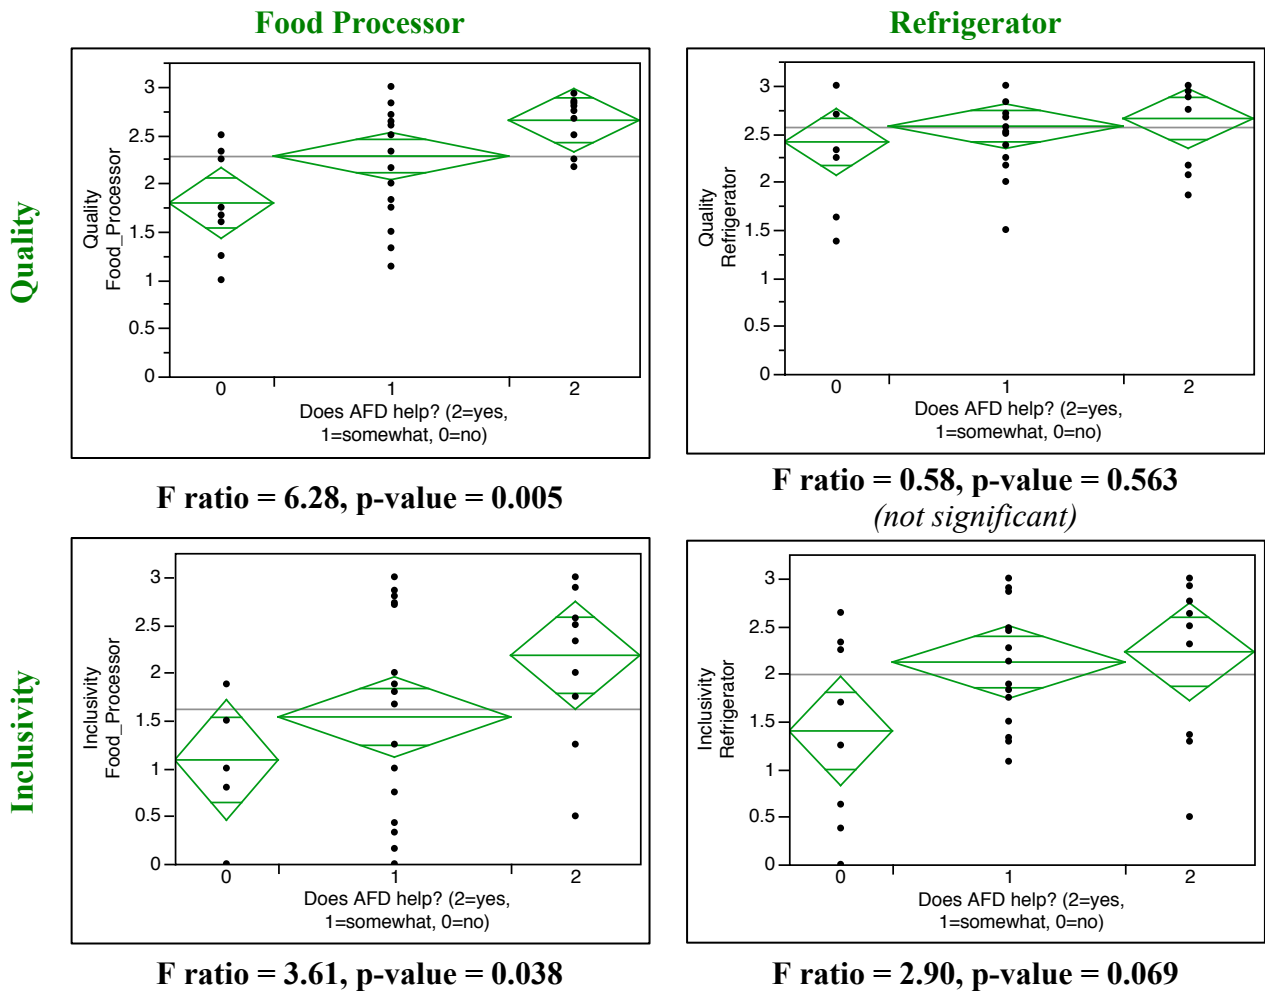 Food Processor
Refrigerator
Quality
Quality
Food_Processor
3
2.5
2
1.5
1
0.5
0
0
1
2
Does AFD help? (2=yes,
1=somewhat, 0=no)
F ratio = 6.28, p-value = 0.005
Quality
Refrigerator
3
2.5
2
1.5
1
0.5
0
0
1
2
Does AFD help? (2=yes,
1=somewhat, 0=no)
F ratio = 0.58, p-value = 0.563
(not significant)
Inclusivity
Inclusivity
Food_Processor
3
2.5
2
1.5
1
0.5
0
0
1
2
Does AFD help? (2=yes,
1=somewhat, 0=no)
F ratio = 3.61, p-value = 0.038
Inclusivity
Refrigerator
3
2.5
2
1.5
1
0.5
0
0
1
2
Does AFD help? (2=yes,
1=somewhat, 0=no)
F ratio = 2.90, p-value = 0.069